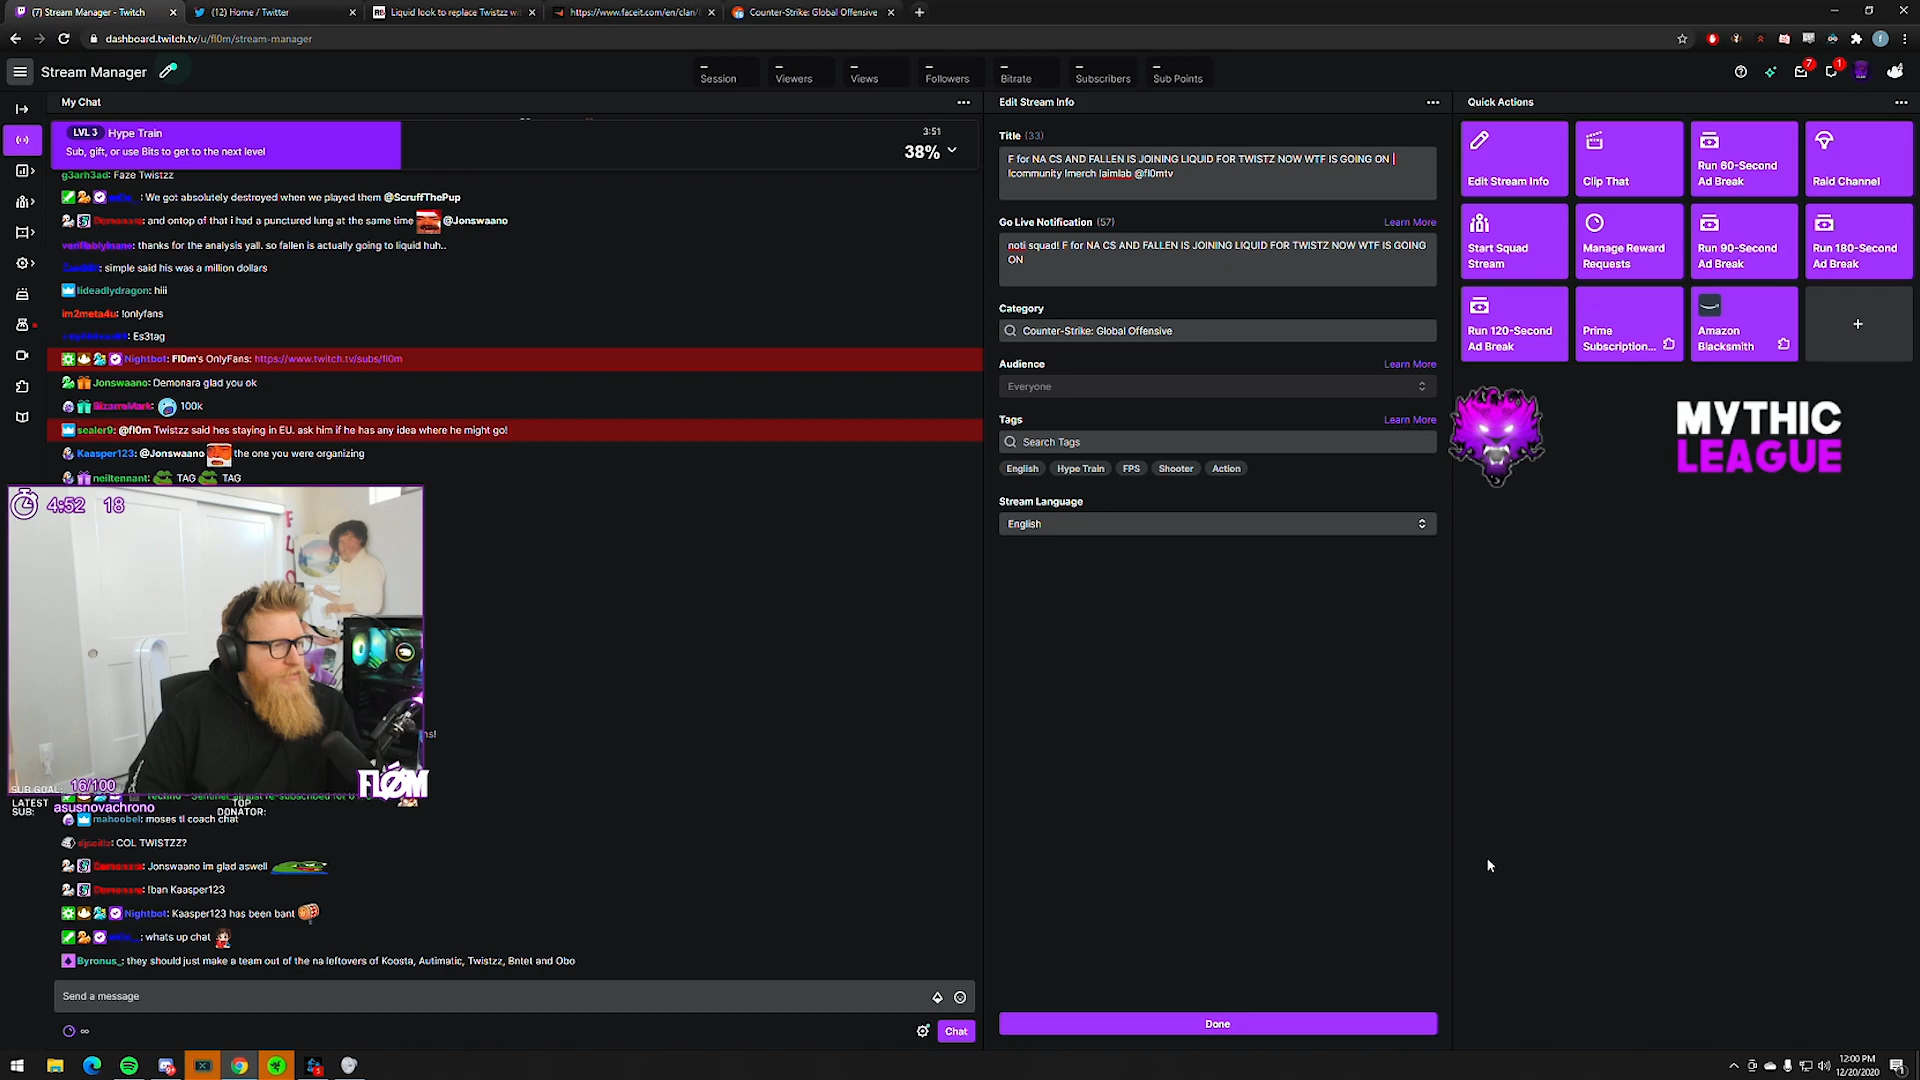 (7) Stream Manager - Twitch
(12) Home / Twitter
Liquid look to replace Twistzz wi
https://www.faceit.com/en/clan/
Counter-Strike: Global Offensive
dashboard.twitch.tv/u/fl0m/stream-manager
Stream Manager
Session
Viewers
Views
Followers
Bitrate
Subscribers
Sub Points
7
1
My Chat
LVL 3 Hype Train
Sub, gift, or use Bits to get to the next level
3:51
38%
g3arh3ad: Faze Twistzz
: We got absolutely destroyed when we played them @ScruffThePup
Demonara: and ontop of that i had a punctured lung at the same time @Jonswaano
verifiablyinane: thanks for the analysis yall. so fallen is actually going to liquid huh..
: simple said his was a million dollars
lideadlydragon: hiii
im2meta4u: !onlyfans
: Es3tag
Nightbot: Fl0m's OnlyFans: https://www.twitch.tv/subs/fl0m
Jonswaano: Demonara glad you ok
BizarreMark: 100k
sealer9: @fl0m Twistzz said hes staying in EU. ask him if he has any idea where he might go!
Kaasper123: @Jonswaano the one you were organizing
neiltennant: TAG TAG
4:52 18
FLØM
SUB GOAL: 16/100
LATEST SUB: asusnovachrono
TOP DONATOR:
mahoobel: moses tl coach chat
: COL TWISTZZ?
Demonara: Jonswaano im glad aswell
Demonara: !ban Kaasper123
Nightbot: Kaasper123 has been bant
: whats up chat
Byronus_: they should just make a team out of the na leftovers of Koosta, Autimatic, Twistzz, Bntet and Obo
Send a message
Chat
Edit Stream Info
Title (33)
F for NA CS AND FALLEN IS JOINING LIQUID FOR TWISTZ NOW WTF IS GOING ON |
!community !merch !aimlab @fl0mtv
Go Live Notification (57)
Learn More
noti squad! F for NA CS AND FALLEN IS JOINING LIQUID FOR TWISTZ NOW WTF IS GOING
ON
Category
Counter-Strike: Global Offensive
Audience
Learn More
Everyone
Tags
Learn More
Search Tags
English
Hype Train
FPS
Shooter
Action
Stream Language
English
Done
Quick Actions
Edit Stream Info
Clip That
Run 60-Second
Ad Break
Raid Channel
Start Squad
Stream
Manage Reward
Requests
Run 90-Second
Ad Break
Run 180-Second
Ad Break
Run 120-Second
Ad Break
Prime
Subscription...
Amazon
Blacksmith
MYTHIC
LEAGUE
12:00 PM
12/20/2020